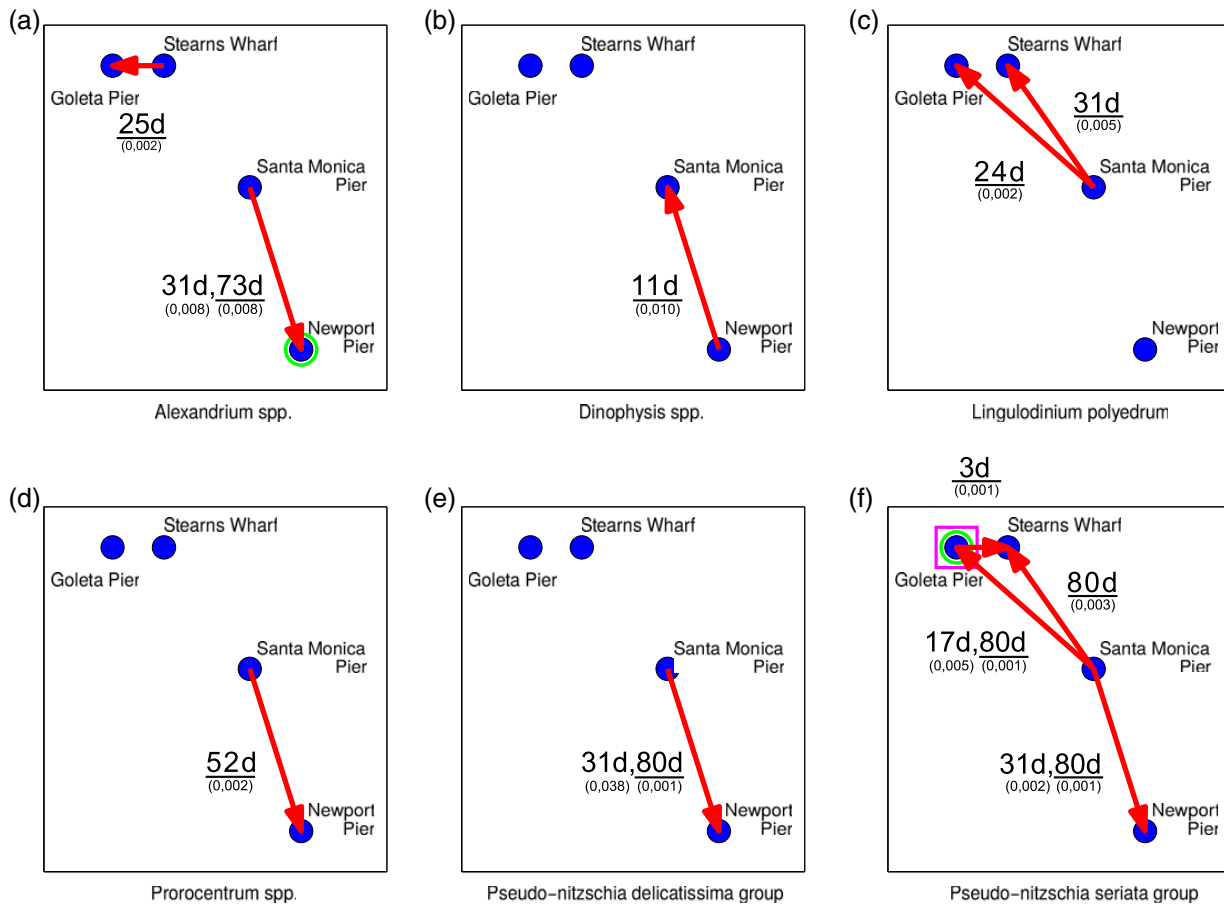 (a)
Stearns Wharf
Goleta Pier
25d
(0,002)
Santa Monica
Pier
31d,73d
(0,008) (0,008)
Newport
Pier
Alexandrium spp.
(b)
Stearns Wharf
Goleta Pier
Santa Monica
Pier
11d
(0,010)
Newport
Pier
Dinophysis spp.
(c)
Stearns Wharf
Goleta Pier
31d
(0,005)
24d
(0,002)
Santa Monica
Pier
Newport
Pier
Lingulodinium polyedrum
(d)
Stearns Wharf
Goleta Pier
Santa Monica
Pier
52d
(0,002)
Newport
Pier
Prorocentrum spp.
(e)
Stearns Wharf
Goleta Pier
Santa Monica
Pier
31d,80d
(0,038) (0,001)
Newport
Pier
Pseudo−nitzschia delicatissima group
3d
(0,001)
(f)
Stearns Wharf
Goleta Pier
80d
(0,003)
17d,80d
(0,005) (0,001)
Santa Monica
Pier
31d,80d
(0,002) (0,001)
Newport
Pier
Pseudo−nitzschia seriata group